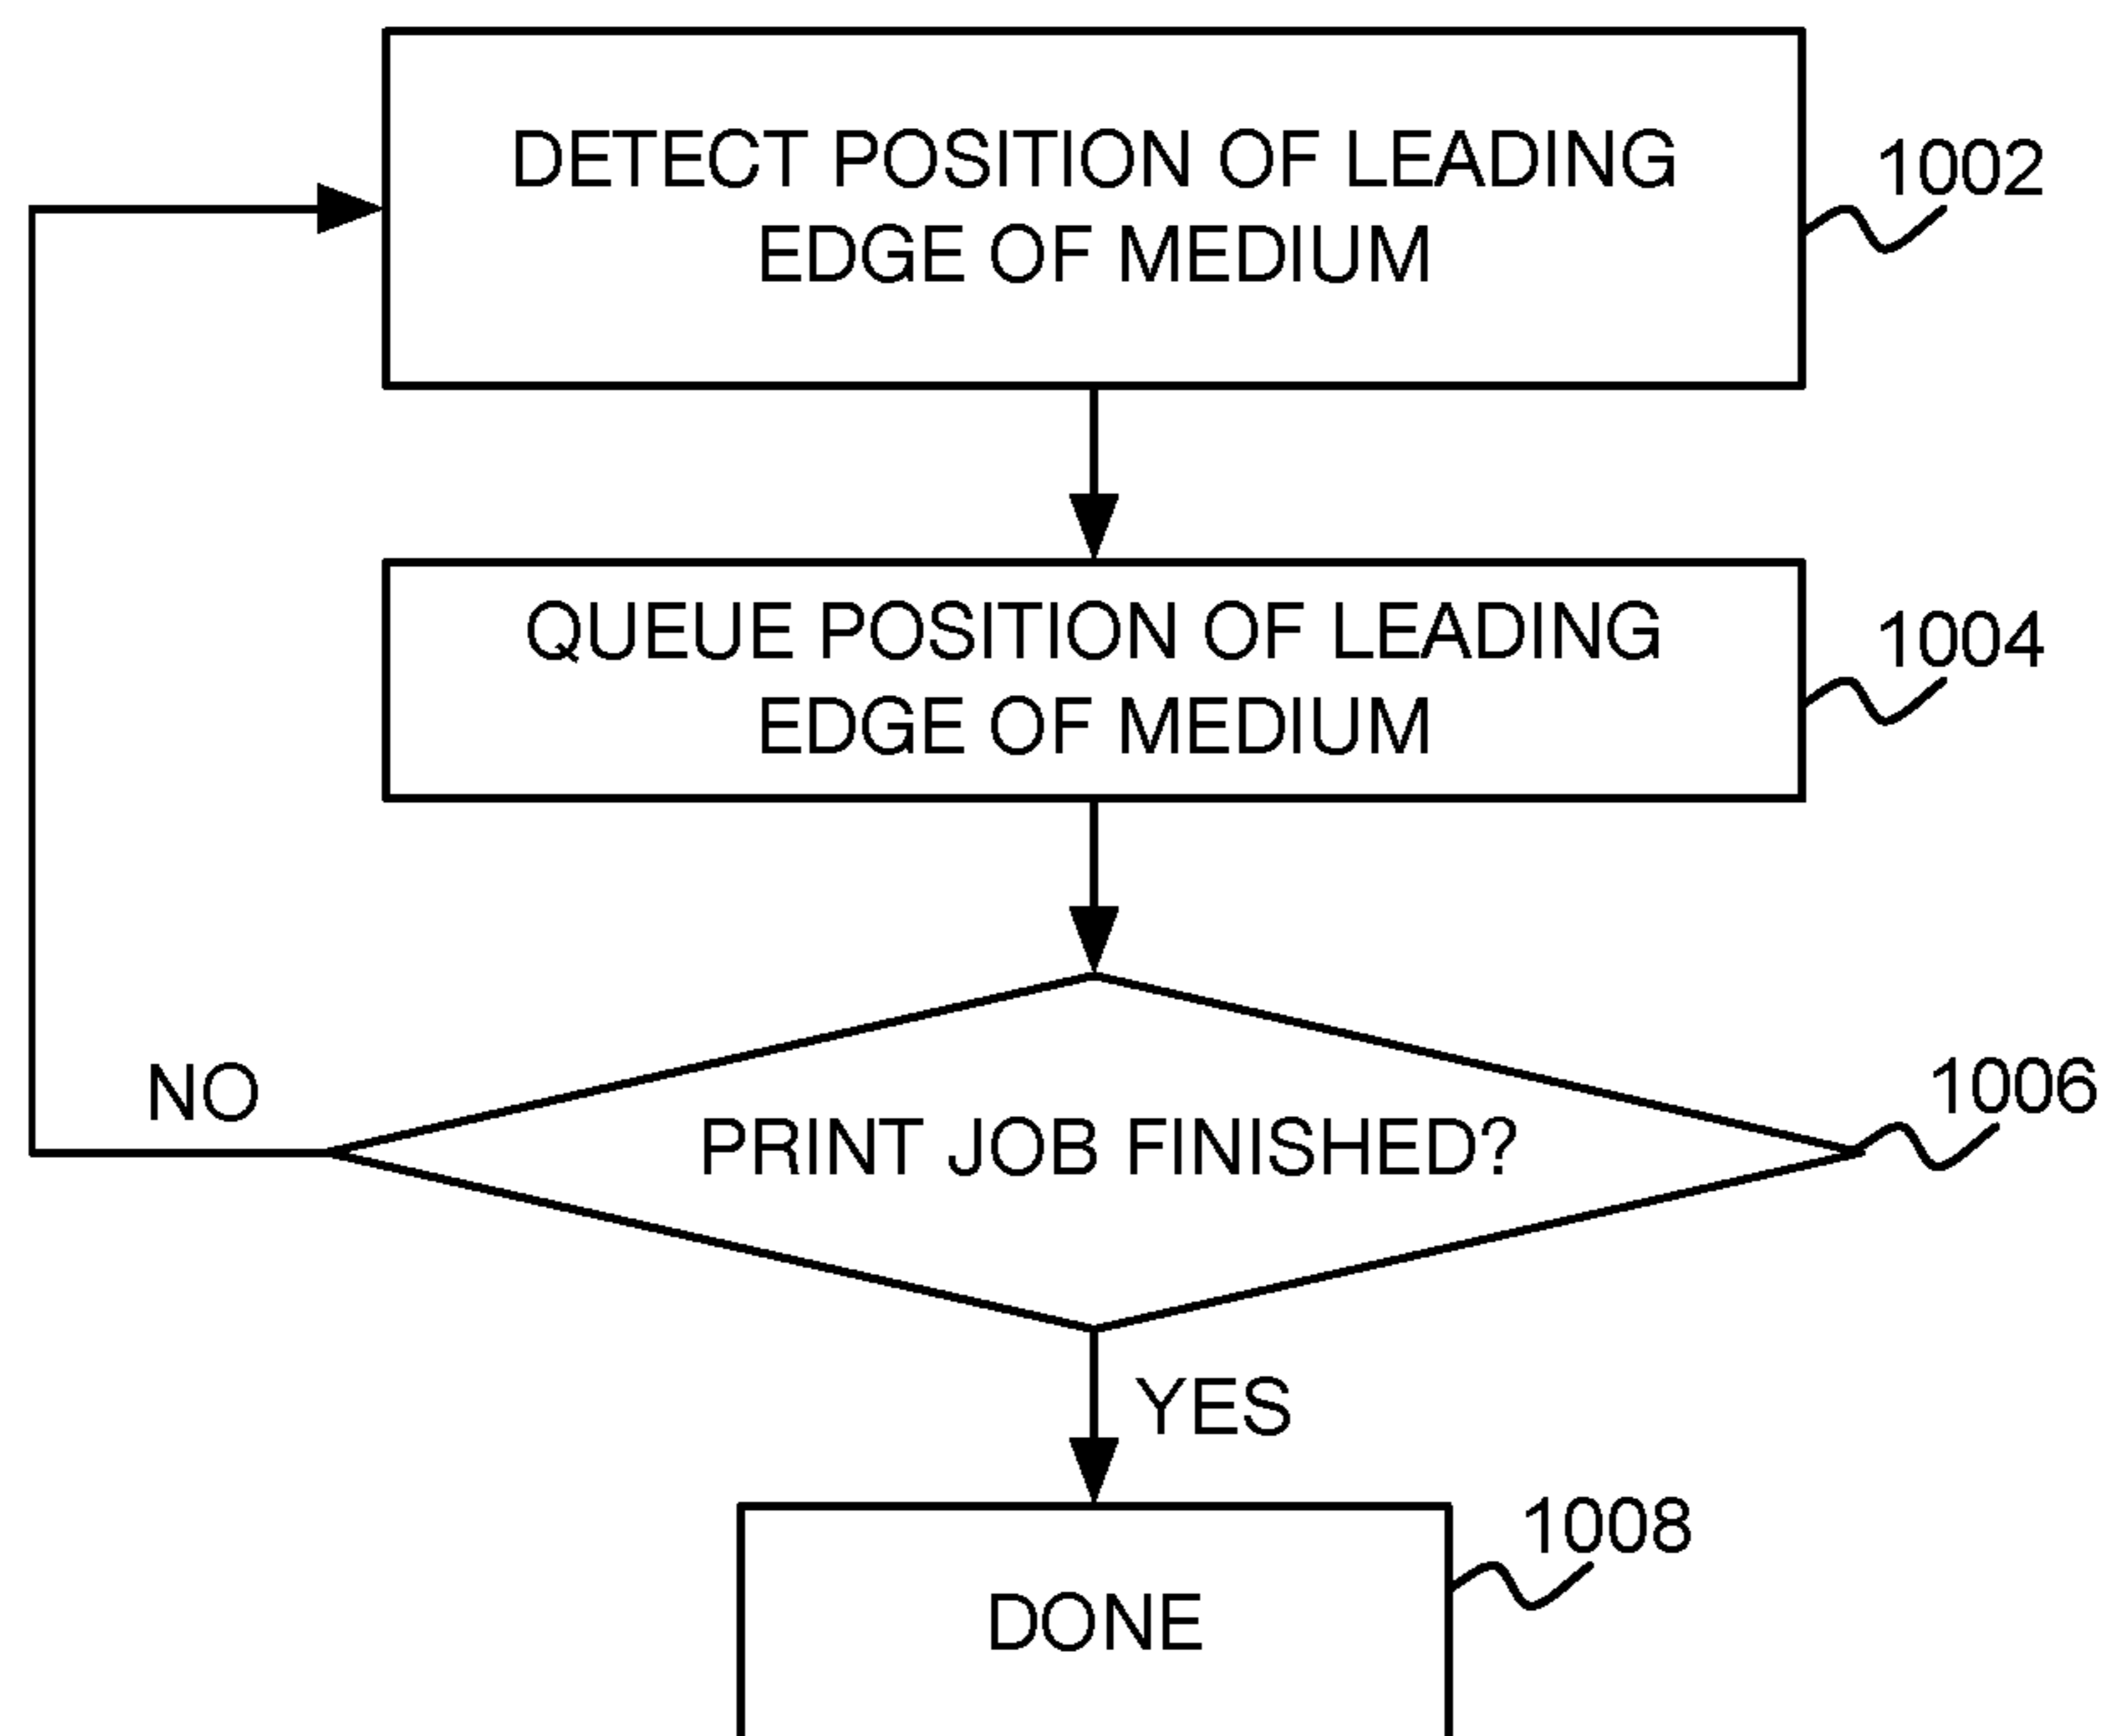 DETECT POSITION OF LEADING
EDGE OF MEDIUM
1002
QUEUE POSITION OF LEADING
EDGE OF MEDIUM
1004
NO
PRINT JOB FINISHED?
1006
YES
DONE
1008